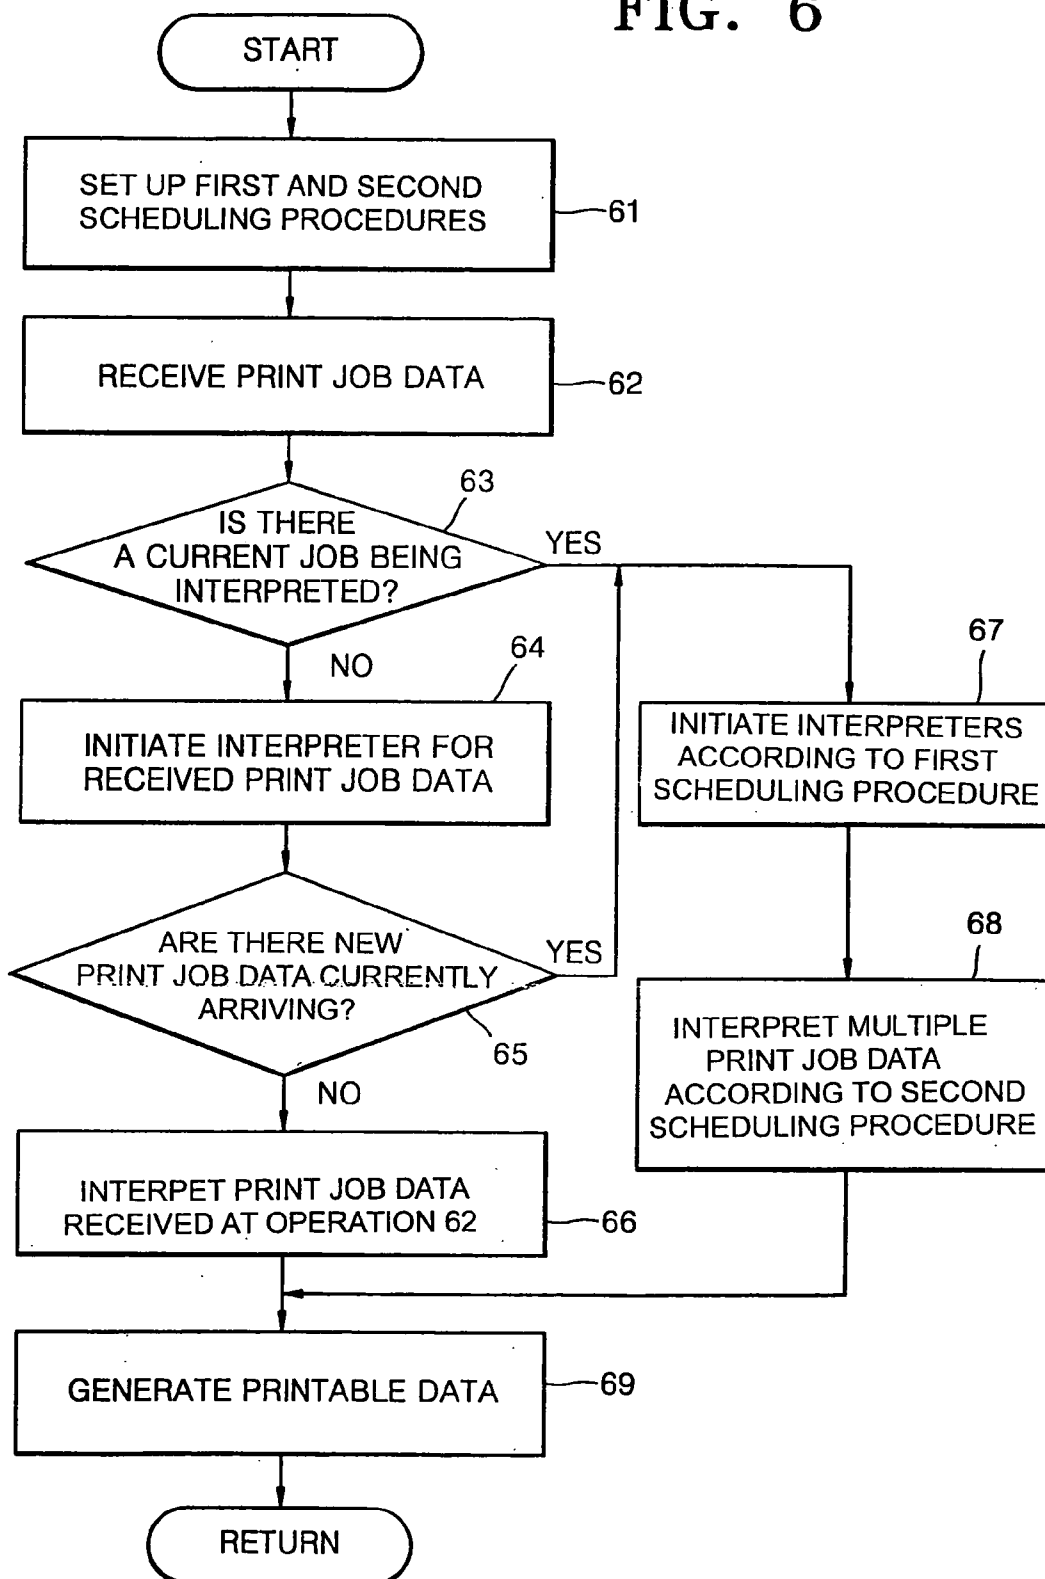 FIG. 6
START
SET UP FIRST AND SECOND
SCHEDULING PROCEDURES
61
RECEIVE PRINT JOB DATA
62
63
IS THERE
A CURRENT JOB BEING
INTERPRETED?
YES
NO
64
INITIATE INTERPRETER FOR
RECEIVED PRINT JOB DATA
67
INITIATE INTERPRETERS
ACCORDING TO FIRST
SCHEDULING PROCEDURE
ARE THERE NEW
PRINT JOB DATA CURRENTLY
ARRIVING?
YES
65
NO
68
INTERPRET MULTIPLE
PRINT JOB DATA
ACCORDING TO SECOND
SCHEDULING PROCEDURE
INTERPET PRINT JOB DATA
RECEIVED AT OPERATION 62
66
GENERATE PRINTABLE DATA
69
RETURN